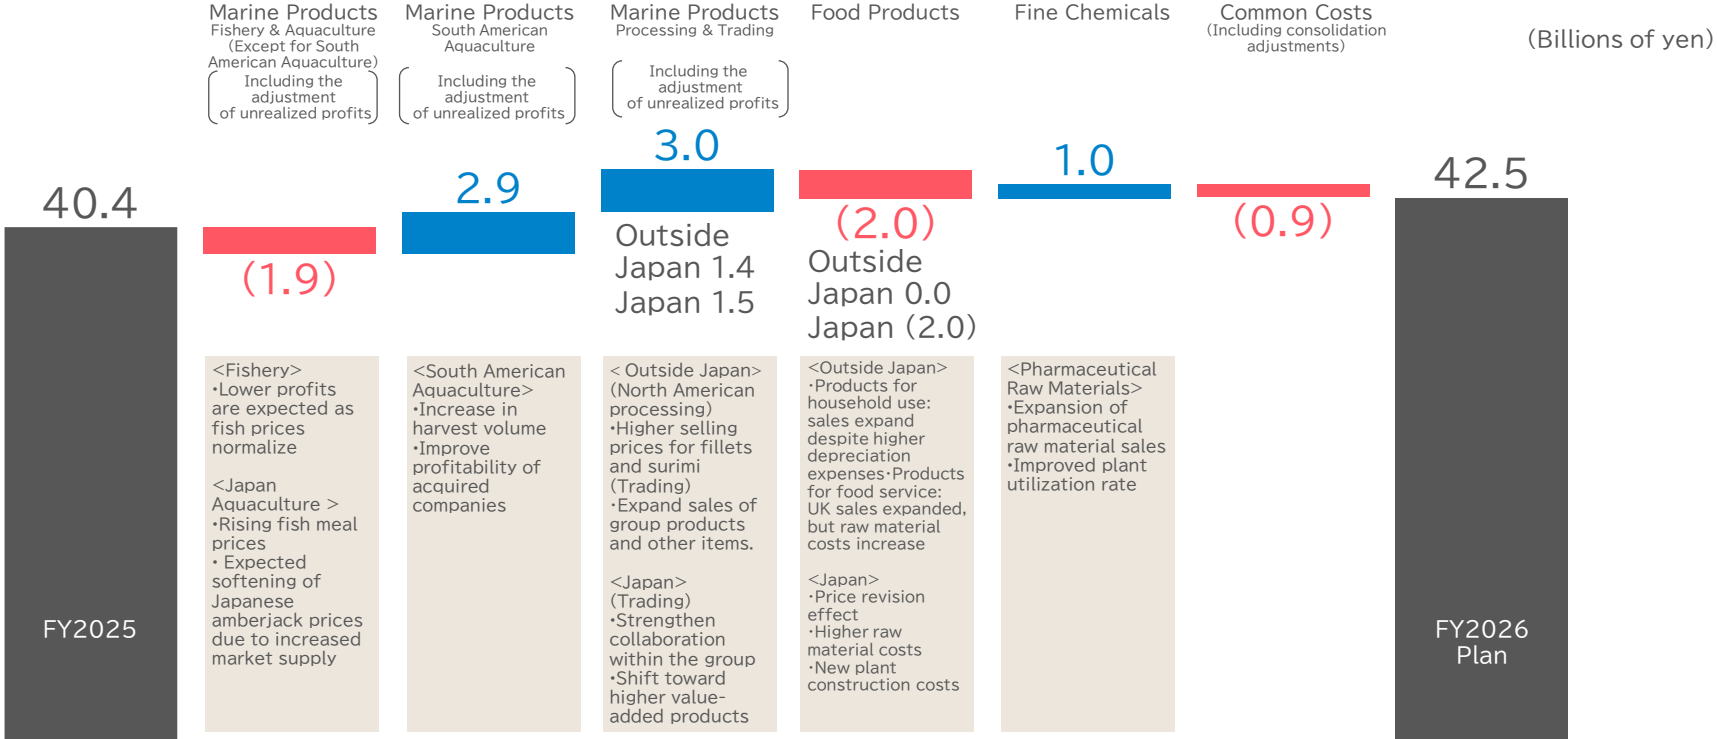 Marine Products
Fishery & Aquaculture
(Except for South
American Aquaculture)
Including the
adjustment
of unrealized profits
Marine Products
South American
Aquaculture
Including the
adjustment
of unrealized profits
Marine Products
Processing & Trading
Including the
adjustment
of unrealized profits
Food Products
Fine Chemicals
Common Costs
(Including consolidation
adjustments)
(Billions of yen)
40.4
(1.9)
2.9
3.0
Outside
Japan 1.4
Japan 1.5
(2.0)
Outside
Japan 0.0
Japan (2.0)
1.0
(0.9)
42.5
FY2025
<Fishery>
・Lower profits
are expected as
fish prices
normalize
<Japan
Aquaculture >
・Rising fish meal
prices
・ Expected
softening of
Japanese
amberjack prices
due to increased
market supply
<South American
Aquaculture>
・Increase in
harvest volume
・Improve
profitability of
acquired
companies
< Outside Japan>
(North American
processing)
・Higher selling
prices for fillets
and surimi
(Trading)
・Expand sales of
group products
and other items.
<Japan>
(Trading)
・Strengthen
collaboration
within the group
・Shift toward
higher value-
added products
<Outside Japan>
・Products for
household use:
sales expand
despite higher
depreciation
expenses・Products
for food service:
UK sales expanded,
but raw material
costs increase
<Japan>
・Price revision
effect
・Higher raw
material costs
・New plant
construction costs
<Pharmaceutical
Raw Materials>
・Expansion of
pharmaceutical
raw material sales
・Improved plant
utilization rate
FY2026
Plan